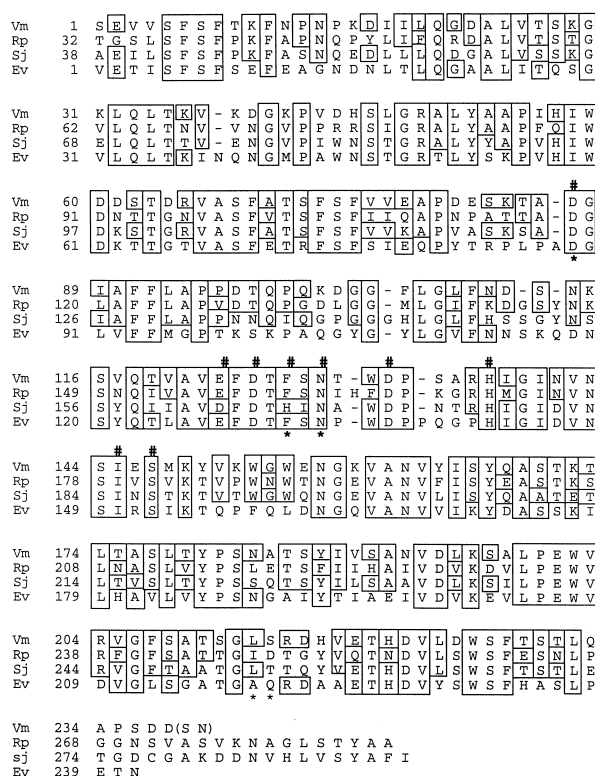 Vm 1 S E V V S F S F T K F N P N P K D I I L Q G D A L V T S K G
Rp 32 T G S L S F S F P K F A P N Q P Y L I F Q R D A L V T S T G
Sj 38 A E I L S F S F P K F A S N Q E D L L L Q D G A L V S S K G
Ev 1 V E T I S F S F S E F E A G N D N L T L Q G A A L I T Q S G
Vm 31 K L Q L T K V - K D G K P V D H S L G R A L Y A A P I H I W
Rp 62 V L Q L T N V - V N G V P P R R S I G R A L Y A A P F Q I W
Sj 68 E L Q L T T V - E N G V P V W N S T G R A L Y Y A P V H I W
Ev 31 V L Q L T K I N Q N G M P A W N S T G R T L Y S K P V H I W
#
Vm 60 D D S T D R V A S F A T S F S F V V E A P D E S K T A - D G
Rp 91 D N T T G N V A S F V T S F S F I I Q A P N P A T T A - D G
Sj 97 D K S T G R V A S F A T S F S F V V K A P V A S K S A - D G
Ev 61 D K T T G T V A S F E T R F S F S I E Q P Y T R P L P A D G
*
Vm 89 I A F F L A P P D T Q P Q K D G G - F L G L F N D - S - N K
Rp 120 L A F F L A P V D T Q P G D L G G - M L G I F K D G S Y N K
Sj 126 I A F F L A P P N N Q I Q G P G G G H L G L F H S S G Y N S
Ev 91 L V F F M G P T K S K P A Q G Y G - Y L G V F N N S K Q D N
# # # # # #
Vm 116 S V Q T V A V E F D T F S N T - W D P - S A R H I G I N V N
Rp 149 S N Q I V A V E F D T F S N I H F D P - K G R H M G I N V N
Sj 156 S Y Q I I A V D F D T H I N A - W D P - N T R H I G I D V N
Ev 120 S Y Q T L A V E F D T F S N P - W D P P Q G P H I G I D V N
* *
# #
Vm 144 S I E S M K Y V K W G W E N G K V A N V Y I S Y Q A S T K T
Rp 178 S I V S V K T V P W N W T N G E V A N V F I S Y E A S T K S
Sj 184 S I N S T K T V T W G W Q N G E V A N V L I S Y Q A A T E T
Ev 149 S I R S I K T Q P F Q L D N G Q V A N V V I K Y D A S S K I
Vm 174 L T A S L T Y P S N A T S Y I V S A N V D L K S A L P E W V
Rp 208 L N A S L V Y P S L E T S F I I H A I V D V K D V L P E W V
Sj 214 L T V S L T Y P S S Q T S Y I L S A A V D L K S I L P E W V
Ev 179 L H A V L V Y P S N G A I Y T I A E I V D V K E V L P E W V
Vm 204 R V G F S A T S G L S R D H V E T H D V L D W S F T S T L Q
Rp 238 R F G F S A T T G I D T G Y V Q T N D V L S W S F E S N L P
Sj 244 R V G F T A A T G L T T Q Y V E T H D V L S W S F T S T L E
Ev 209 D V G L S G A T G A Q R D A A E T H D V Y S W S F H A S L P
* *
Vm 234 A P S D D ( S N )
Rp 268 G G N S V A S V K N A G L S T Y A A
sj 274 T G D C G A K D D N V H L V S Y A F I
Ev 239 E T N